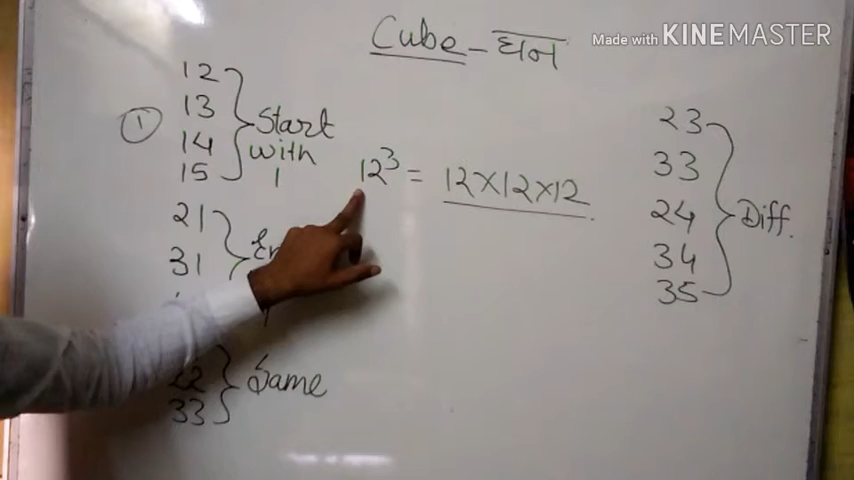 Cube - घन
Made with KINEMASTER
1
12
13
14
15
Start
with
1
12³ = 12×12×12
21
31
22
33
Same
23
33
24
34
35
Diff.